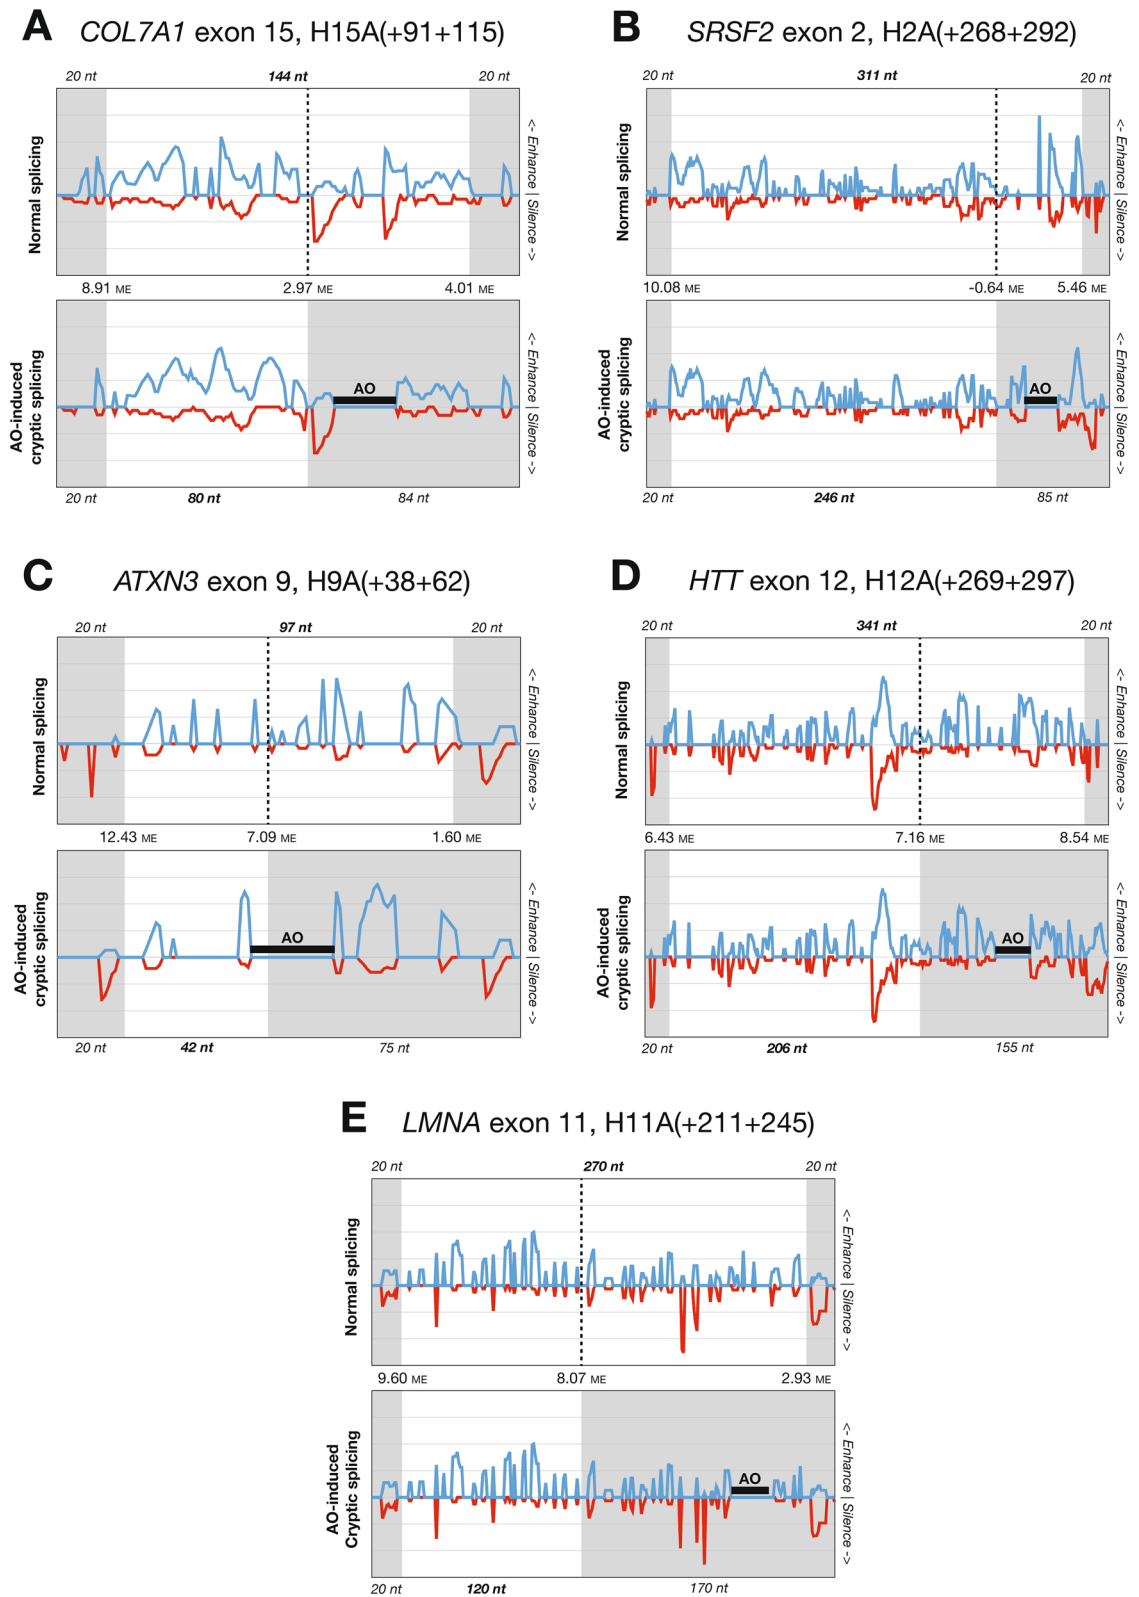 A
COL7A1 exon 15, H15A(+91+115)
20 nt
144 nt
20 nt
Normal splicing
<- Enhance | Silence ->
8.91 ME
2.97 ME
4.01 ME
AO-induced
cryptic splicing
AO
<- Enhance | Silence ->
20 nt
80 nt
84 nt
B
SRSF2 exon 2, H2A(+268+292)
20 nt
311 nt
20 nt
Normal splicing
<- Enhance | Silence ->
10.08 ME
-0.64 ME
5.46 ME
AO-induced
cryptic splicing
AO
<- Enhance | Silence ->
20 nt
246 nt
85 nt
C
ATXN3 exon 9, H9A(+38+62)
20 nt
97 nt
20 nt
Normal splicing
<- Enhance | Silence ->
12.43 ME
7.09 ME
1.60 ME
AO-induced
cryptic splicing
AO
<- Enhance | Silence ->
20 nt
42 nt
75 nt
D
HTT exon 12, H12A(+269+297)
20 nt
341 nt
20 nt
Normal splicing
<- Enhance | Silence ->
6.43 ME
7.16 ME
8.54 ME
AO-induced
cryptic splicing
AO
<- Enhance | Silence ->
20 nt
206 nt
155 nt
E
LMNA exon 11, H11A(+211+245)
20 nt
270 nt
20 nt
Normal splicing
<- Enhance | Silence ->
9.60 ME
8.07 ME
2.93 ME
AO-induced
Cryptic splicing
AO
<- Enhance | Silence ->
20 nt
120 nt
170 nt